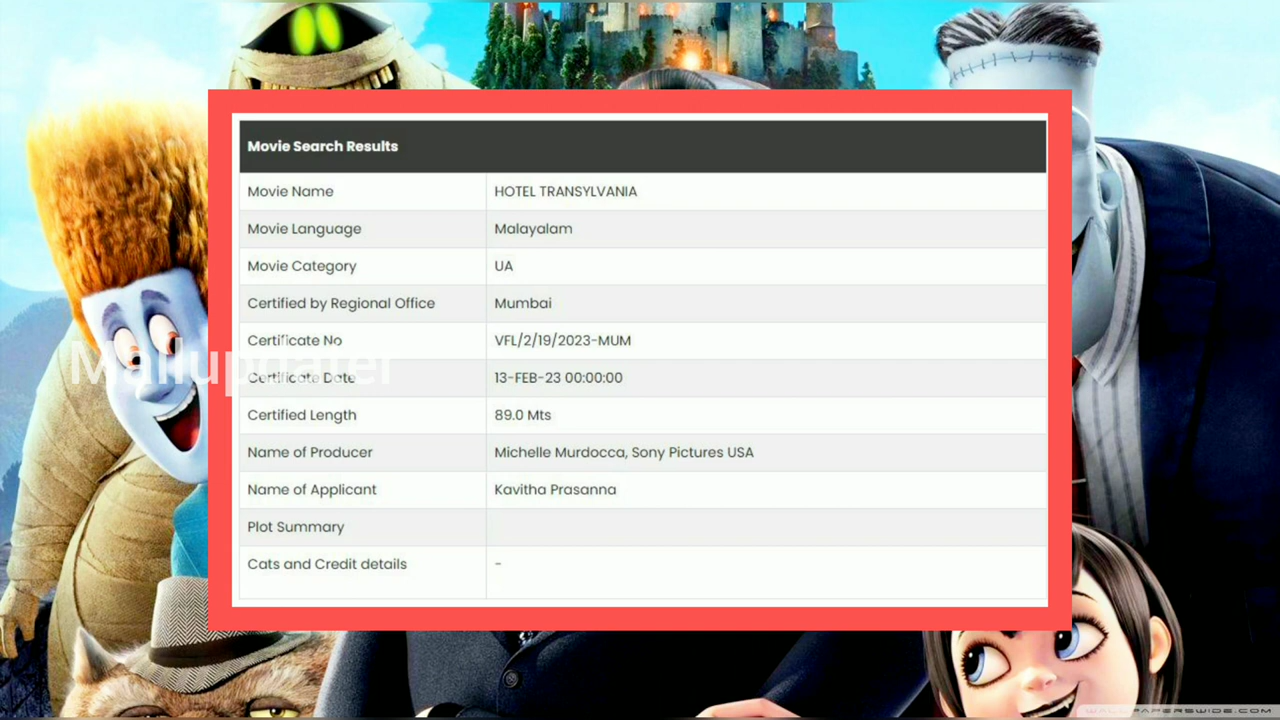 Movie Search Results
Movie Name HOTEL TRANSYLVANIA
Movie Language Malayalam
Movie Category UA
Certified by Regional Office Mumbai
Certificate No VFL/2/19/2023-MUM
Mallupdater
Certificate Date 13-FEB-23 00:00:00
Certified Length 89.0 Mts
Name of Producer Michelle Murdocca, Sony Pictures USA
Name of Applicant Kavitha Prasanna
Plot Summary
Cats and Credit details -
WALLPAPERSWIDE.COM